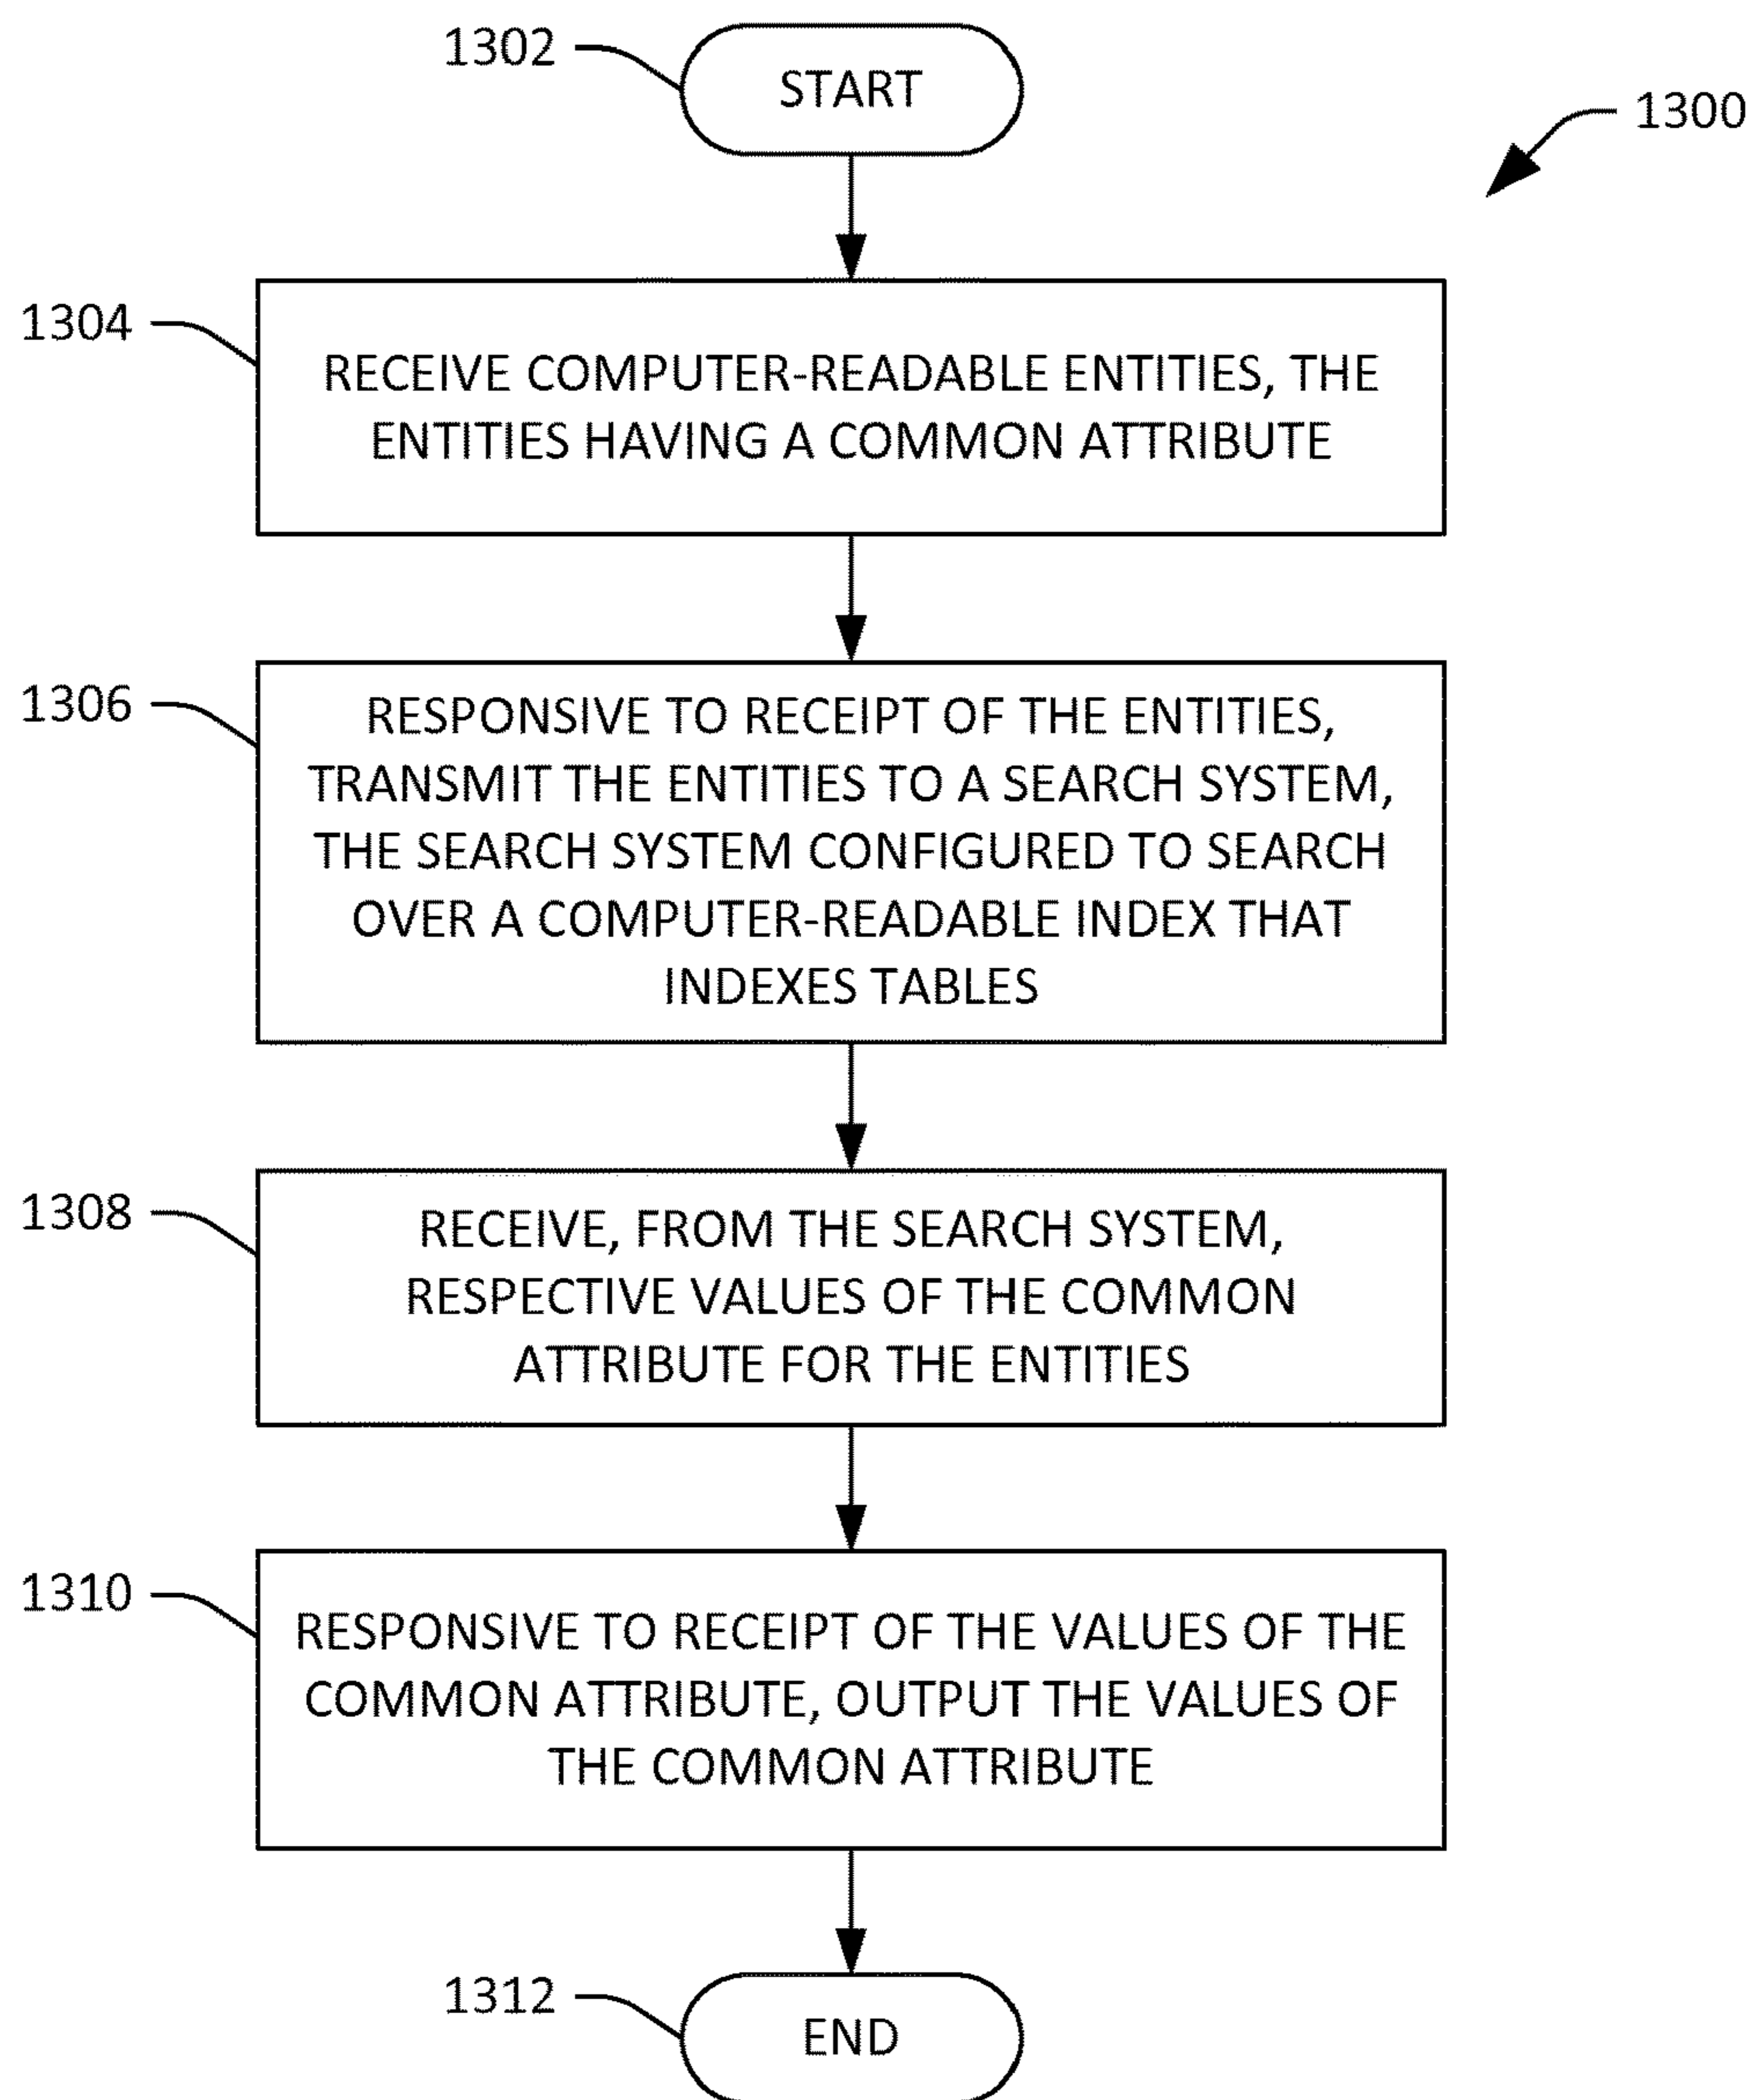 1302
START
1300
1304
RECEIVE COMPUTER-READABLE ENTITIES, THE
ENTITIES HAVING A COMMON ATTRIBUTE
1306
RESPONSIVE TO RECEIPT OF THE ENTITIES,
TRANSMIT THE ENTITIES TO A SEARCH SYSTEM,
THE SEARCH SYSTEM CONFIGURED TO SEARCH
OVER A COMPUTER-READABLE INDEX THAT
INDEXES TABLES
1308
RECEIVE, FROM THE SEARCH SYSTEM,
RESPECTIVE VALUES OF THE COMMON
ATTRIBUTE FOR THE ENTITIES
1310
RESPONSIVE TO RECEIPT OF THE VALUES OF THE
COMMON ATTRIBUTE, OUTPUT THE VALUES OF
THE COMMON ATTRIBUTE
1312
END